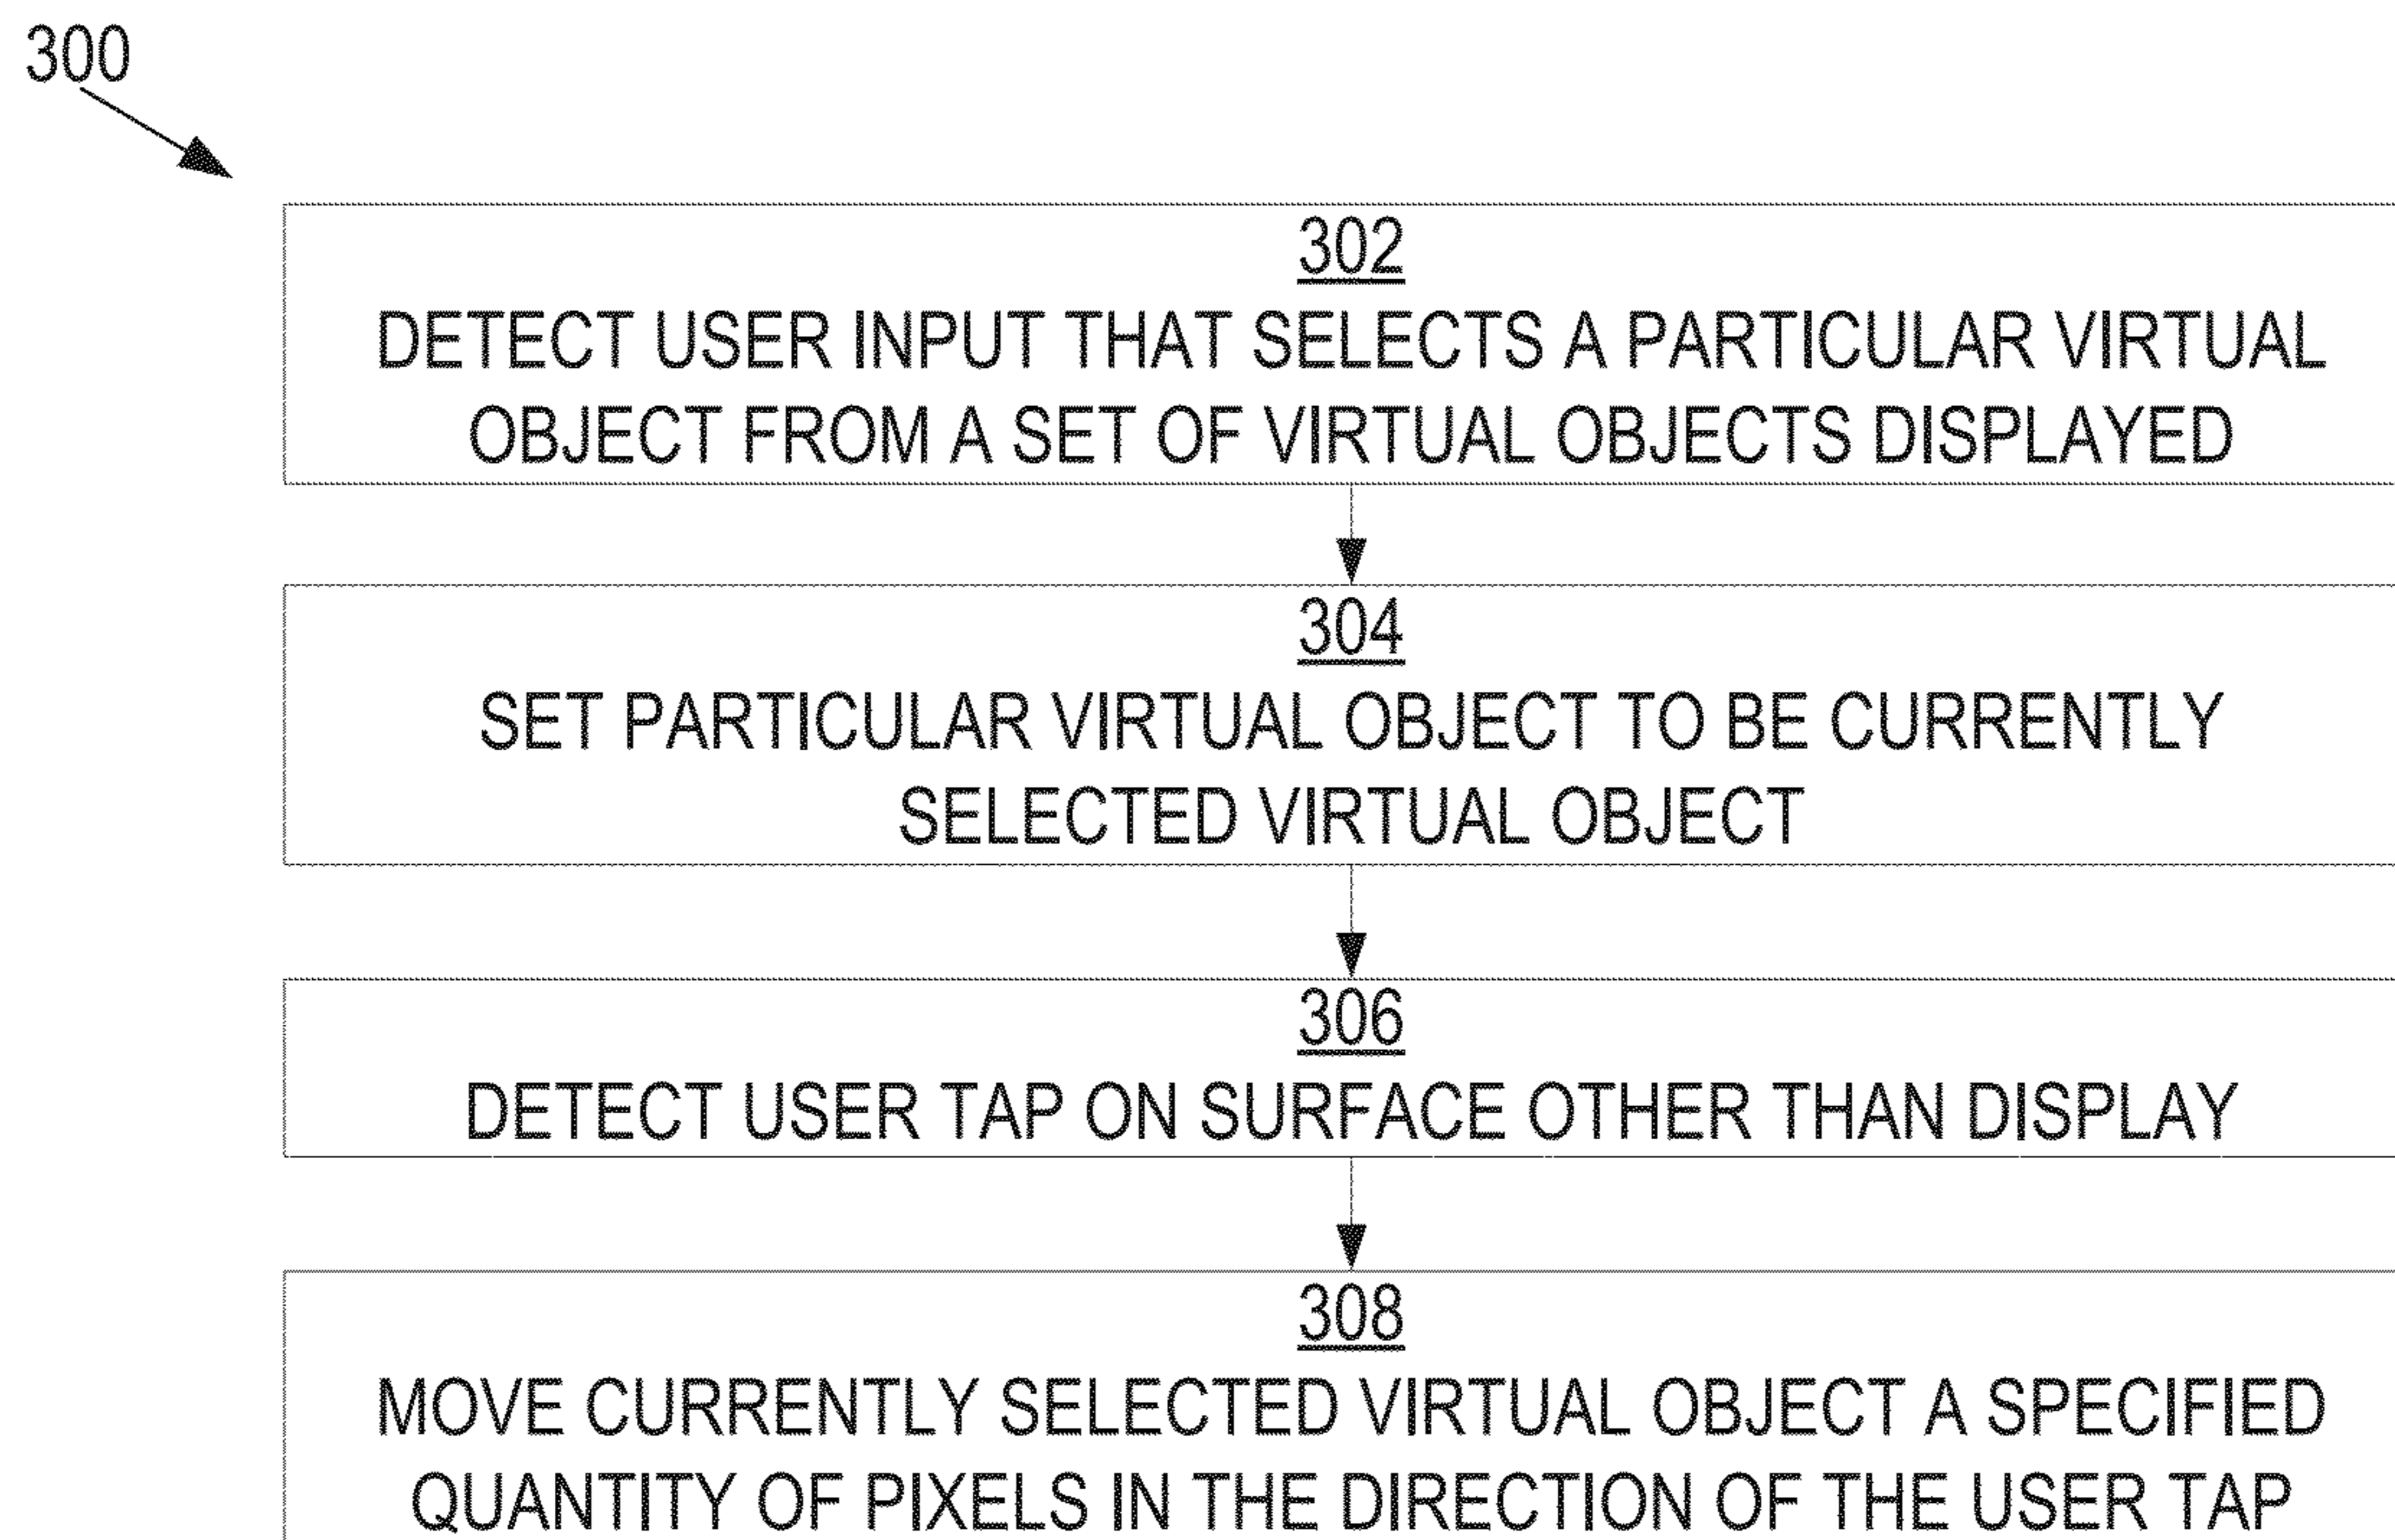 300
302
DETECT USER INPUT THAT SELECTS A PARTICULAR VIRTUAL
OBJECT FROM A SET OF VIRTUAL OBJECTS DISPLAYED
304
SET PARTICULAR VIRTUAL OBJECT TO BE CURRENTLY
SELECTED VIRTUAL OBJECT
306
DETECT USER TAP ON SURFACE OTHER THAN DISPLAY
308
MOVE CURRENTLY SELECTED VIRTUAL OBJECT A SPECIFIED
QUANTITY OF PIXELS IN THE DIRECTION OF THE USER TAP